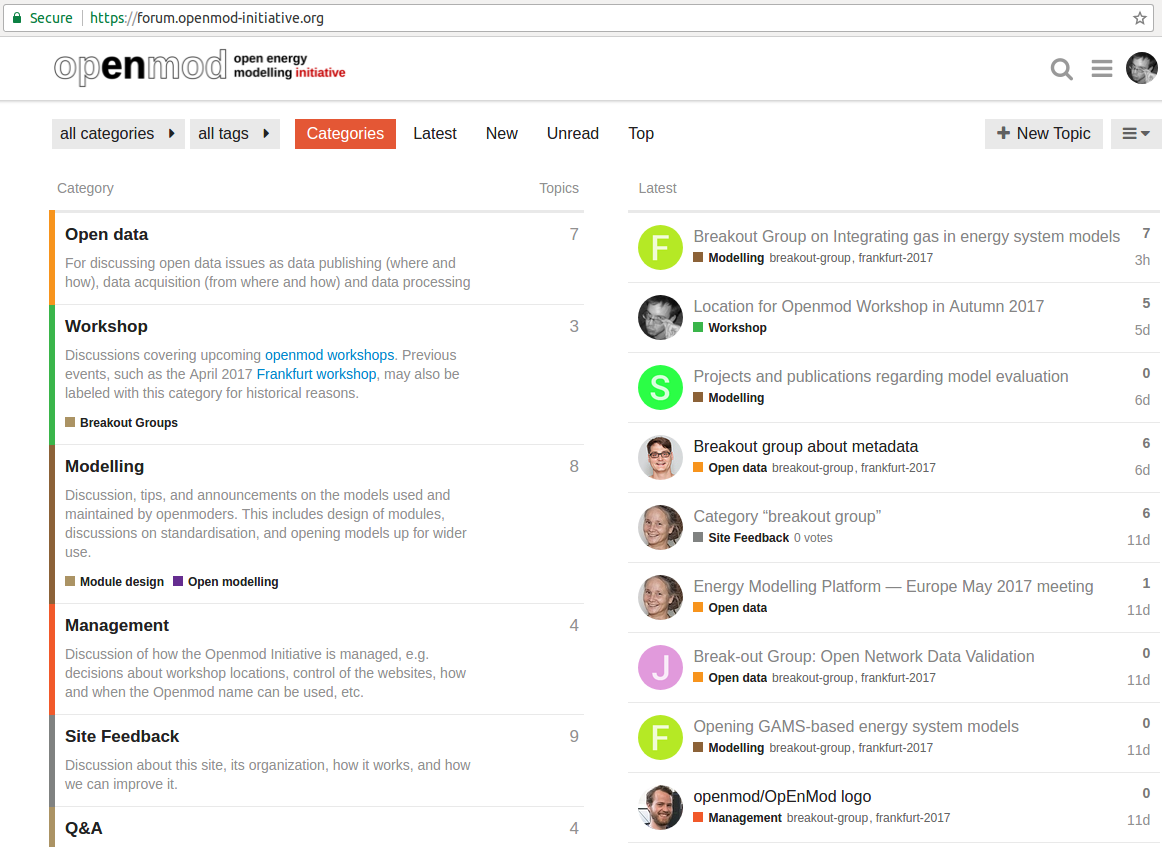 Secure https://forum.openmod-initiative.org
openmod open energy
modelling initiative
all categories all tags Categories Latest New Unread Top New Topic
Category Topics
Open data 7
For discussing open data issues as data publishing (where and
how), data acquisition (from where and how) and data processing
Workshop 3
Discussions covering upcoming openmod workshops. Previous
events, such as the April 2017 Frankfurt workshop, may also be
labeled with this category for historical reasons.
Breakout Groups
Modelling 8
Discussion, tips, and announcements on the models used and
maintained by openmoders. This includes design of modules,
discussions on standardisation, and opening models up for wider
use.
Module design Open modelling
Management 4
Discussion of how the Openmod Initiative is managed, e.g.
decisions about workshop locations, control of the websites, how
and when the Openmod name can be used, etc.
Site Feedback 9
Discussion about this site, its organization, how it works, and how
we can improve it.
Q&A 4
Latest
F Breakout Group on Integrating gas in energy system models 7
Modelling breakout-group, frankfurt-2017 3h
Location for Openmod Workshop in Autumn 2017 5
Workshop 5d
S Projects and publications regarding model evaluation 0
Modelling 6d
Breakout group about metadata 6
Open data breakout-group, frankfurt-2017 6d
Category “breakout group” 6
Site Feedback 0 votes 11d
Energy Modelling Platform — Europe May 2017 meeting 1
Open data 11d
J Break-out Group: Open Network Data Validation 0
Open data breakout-group, frankfurt-2017 11d
F Opening GAMS-based energy system models 0
Modelling breakout-group, frankfurt-2017 11d
openmod/OpEnMod logo 0
Management breakout-group, frankfurt-2017 11d